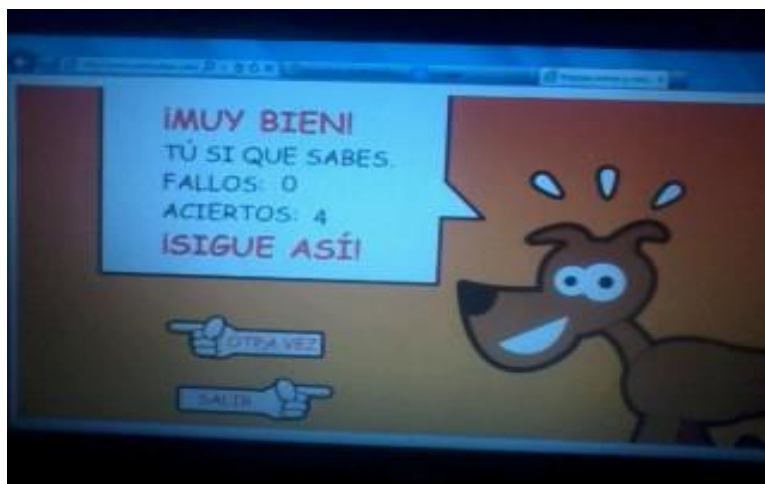 ¡MUY BIEN!
TÚ SI QUE SABES.
FALLOS: 0
ACIERTOS: 4
¡SIGUE ASÍ!
OTRA VEZ
SALIR